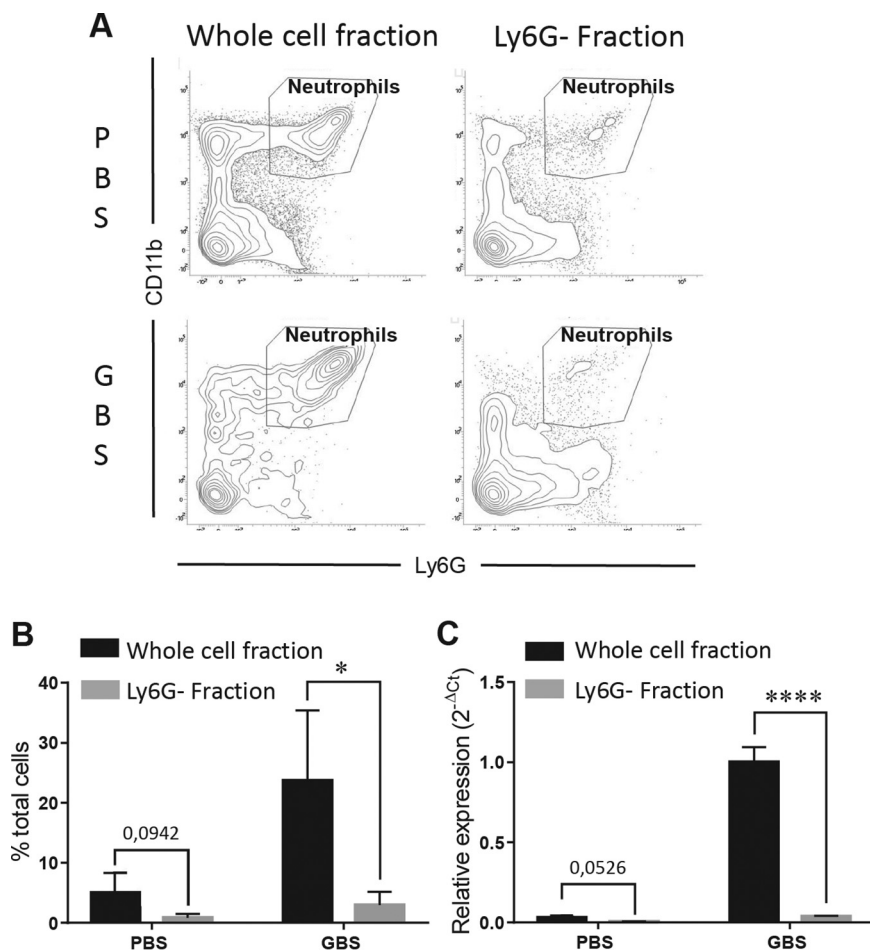 A
Whole cell fraction
Ly6G- Fraction
Neutrophils
Neutrophils
P
B
S
Neutrophils
Neutrophils
G
B
S
CD11b
Ly6G
B
Whole cell fraction
Ly6G- Fraction
*
% total cells
40
30
20
10
0
0,0942
PBS
GBS
C
Whole cell fraction
Ly6G- Fraction
****
Relative expression (2^-ΔCt)
1.5
1.0
0.5
0.0
0,0526
PBS
GBS